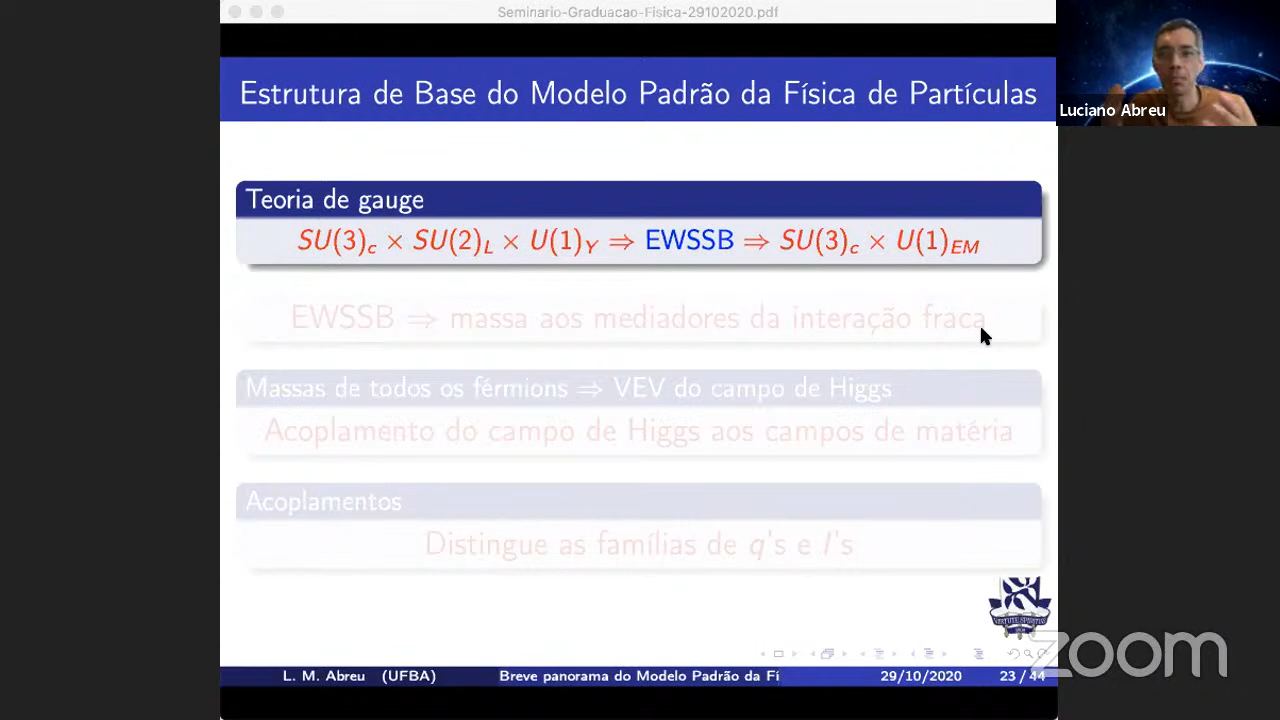 Seminario-Graduacao-Fisica-29102020.pdf
Estrutura de Base do Modelo Padrão da Física de Partículas
Luciano Abreu
Teoria de gauge
SU(3)c × SU(2)L × U(1)Y ⇒ EWSSB ⇒ SU(3)c × U(1)EM
EWSSB ⇒ massa aos mediadores da interação fraca
Massas de todos os férmions ⇒ VEV do campo de Higgs
Acoplamento do campo de Higgs aos campos de matéria
Acoplamentos
Distingue as famílias de q's e l's
VIRTUTE SPIRITUS
zoom
L. M. Abreu (UFBA) Breve panorama do Modelo Padrão da Fí 29/10/2020 23 / 44